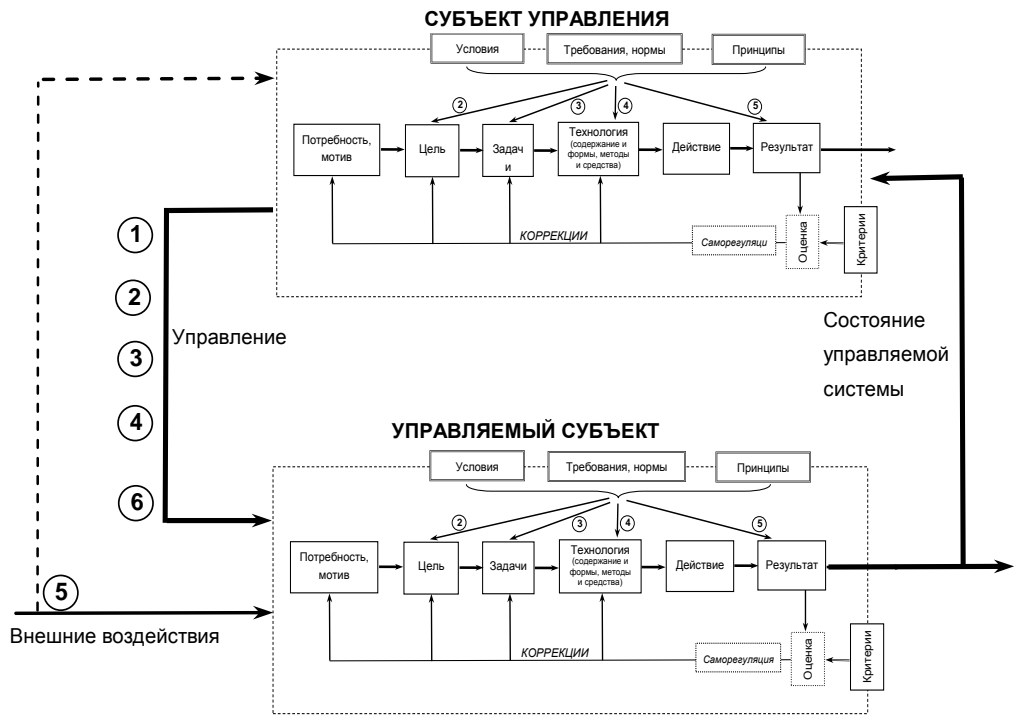 СУБЪЕКТ УПРАВЛЕНИЯ
Условия
Требования, нормы
Принципы
2
3
4
5
Потребность,
мотив
Цель
Задач
и
Технология
(содержание и
формы, методы
и средства)
Действие
Результат
КОРРЕКЦИИ
Саморегуляци
Оценка
Критерии
1
2
3
4
6
Управление
Состояние
управляемой
системы
УПРАВЛЯЕМЫЙ СУБЪЕКТ
Условия
Требования, нормы
Принципы
2
3
4
5
Потребность,
мотив
Цель
Задачи
Технология
(содержание и
формы, методы
и средства)
Действие
Результат
КОРРЕКЦИИ
Саморегуляция
Оценка
Критерии
5
Внешние воздействия